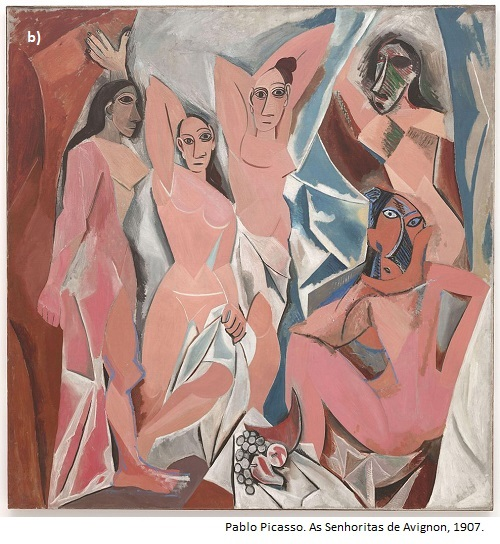 b)
Pablo Picasso. As Senhoritas de Avignon, 1907.